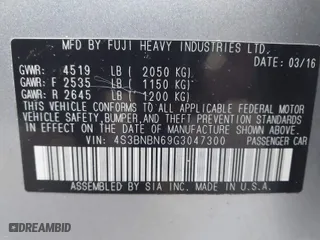 MFD BY FUJI HEAVY INDUSTRIES LTD.
DATE: 03/16
GVWR: 4519 LB ( 2050 KG)
GAWR: F 2535 LB ( 1150 KG)
GAWR: R 2645 LB ( 1200 KG)
THIS VEHICLE CONFORMS TO ALL APPLICABLE FEDERAL MOTOR
VEHICLE SAFETY, BUMPER, AND THEFT PREVENTION STANDARDS
IN EFFECT ON THE DATE OF MANUFACTURE SHOWN ABOVE.
VIN: 4S3BNBN69G3047300 PASSENGER CAR
ASSEMBLED BY SIA INC. MADE IN U.S.A.